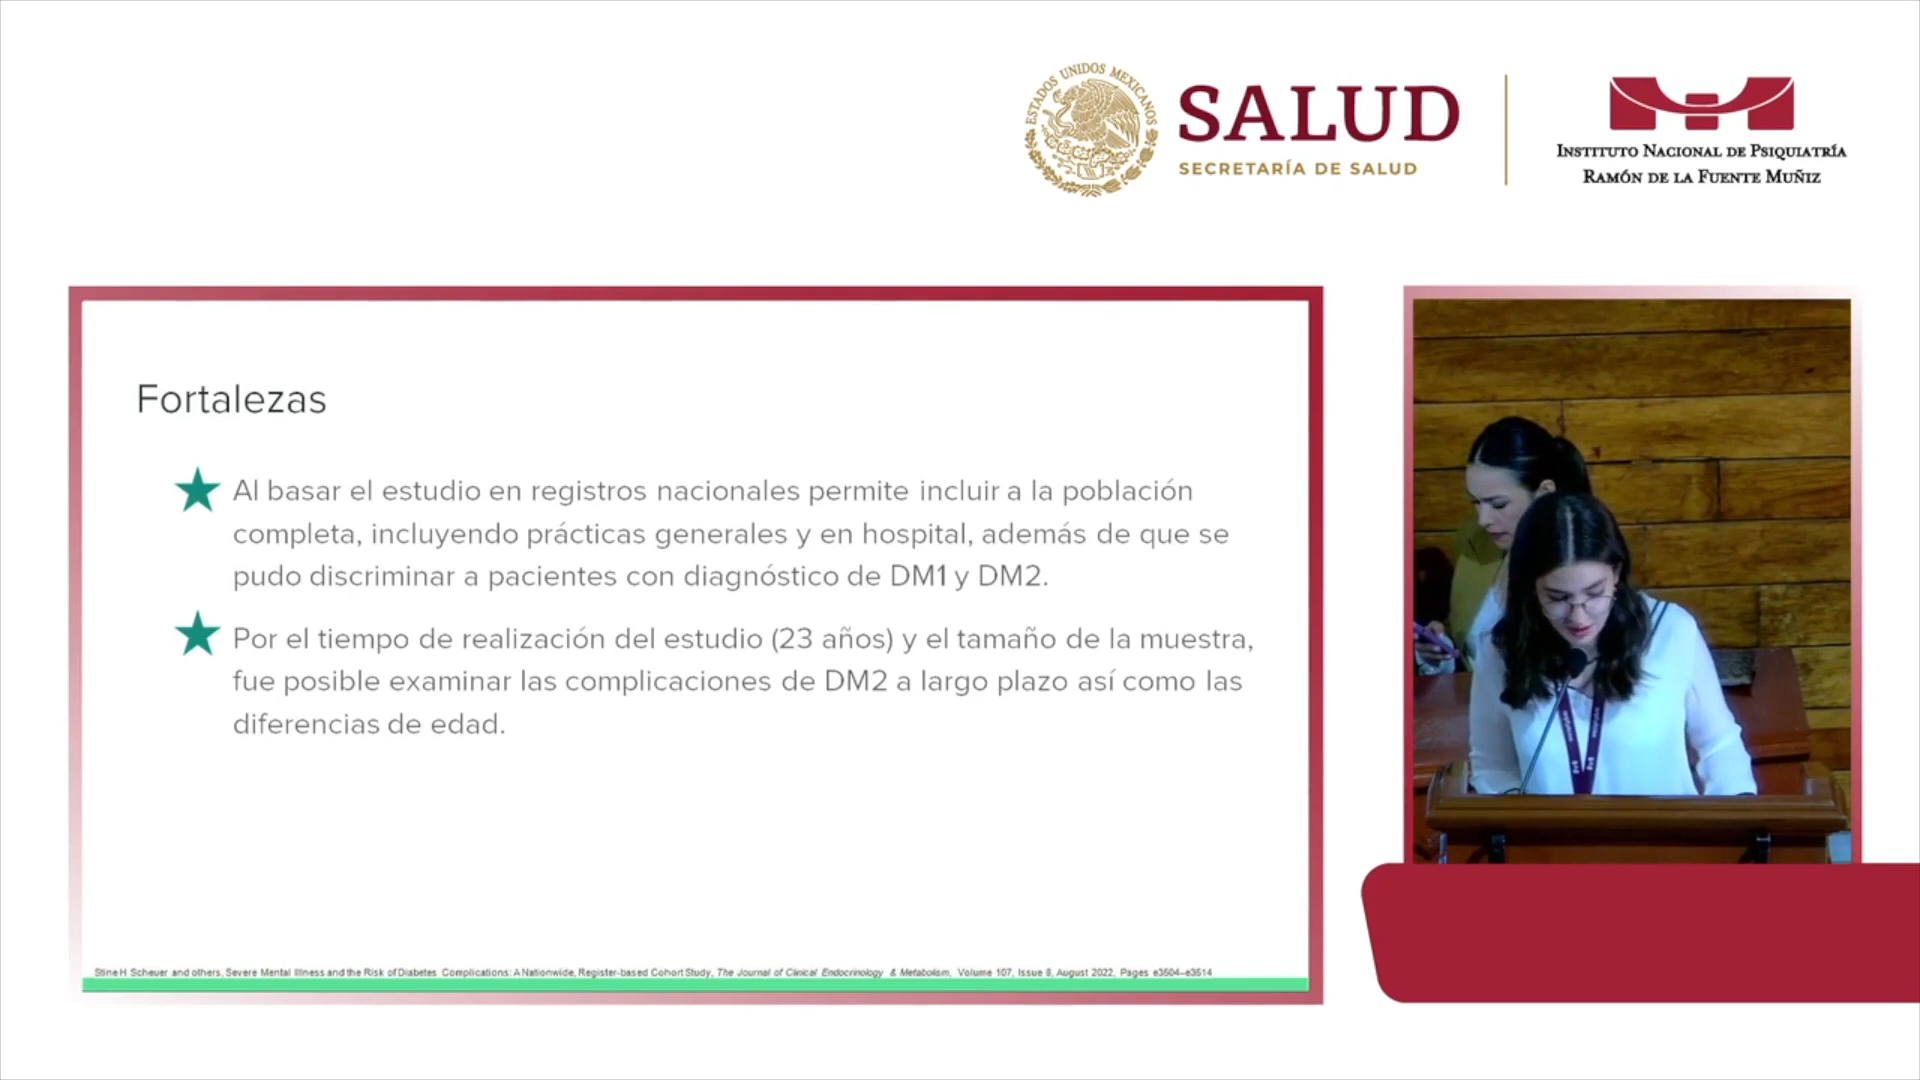 ESTADOS UNIDOS MEXICANOS
SALUD
SECRETARÍA DE SALUD
INSTITUTO NACIONAL DE PSIQUIATRÍA
RAMÓN DE LA FUENTE MUÑIZ
Fortalezas
Al basar el estudio en registros nacionales permite incluir a la población
completa, incluyendo prácticas generales y en hospital, además de que se
pudo discriminar a pacientes con diagnóstico de DM1 y DM2.
Por el tiempo de realización del estudio (23 años) y el tamaño de la muestra,
fue posible examinar las complicaciones de DM2 a largo plazo así como las
diferencias de edad.
Stine H Scheuer and others, Severe Mental Illness and the Risk of Diabetes Complications: A Nationwide, Register-based Cohort Study, The Journal of Clinical Endocrinology & Metabolism, Volume 107, Issue 8, August 2022, Pages e3504–e3514